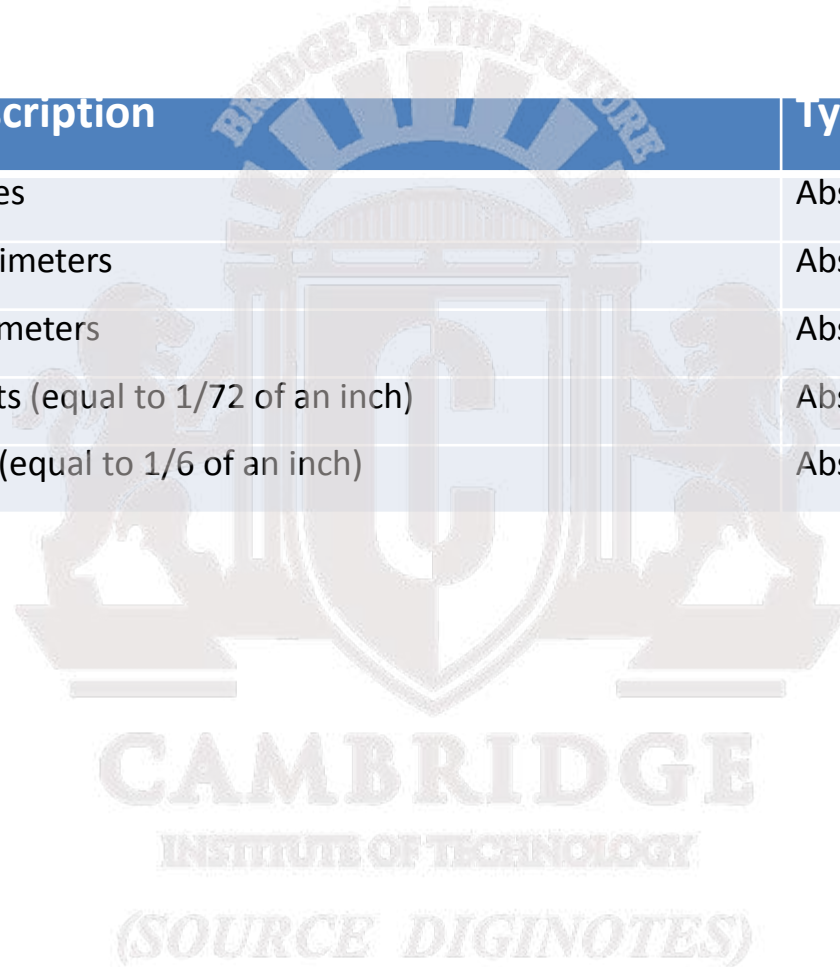 BRIDGE TO THE FUTURE
scription Ty
es Abs
imeters Abs
meters Abs
ts (equal to 1/72 of an inch) Abs
(equal to 1/6 of an inch) Abs
C
CAMBRIDGE
INSTITUTE OF TECHNOLOGY
(SOURCE DIGINOTES)